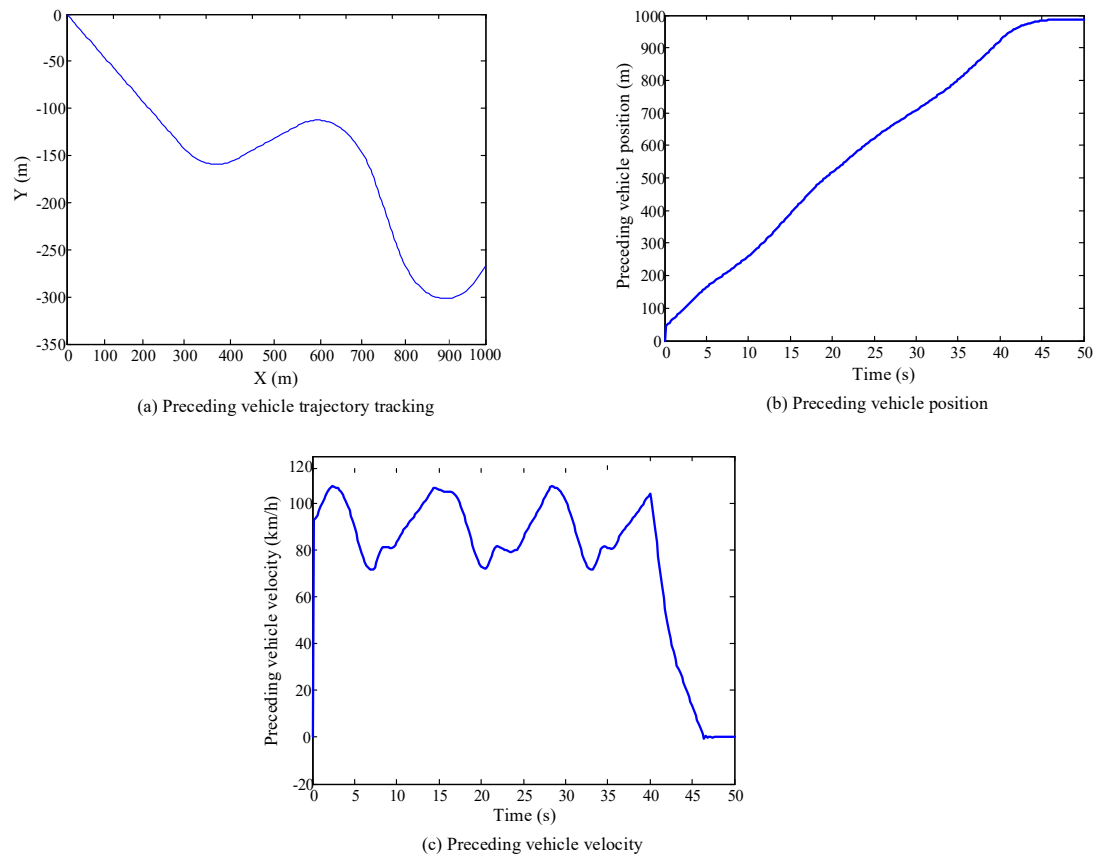 0
-50
-100
-150
-200
-250
-300
-350
Y (m)
0 100 200 300 400 500 600 700 800 900 1000
X (m)
(a) Preceding vehicle trajectory tracking
1000
900
800
700
600
500
400
300
200
100
0
Preceding vehicle position (m)
0 5 10 15 20 25 30 35 40 45 50
Time (s)
(b) Preceding vehicle position
120
100
80
60
40
20
0
-20
Preceding vehicle velocity (km/h)
0 5 10 15 20 25 30 35 40 45 50
Time (s)
(c) Preceding vehicle velocity